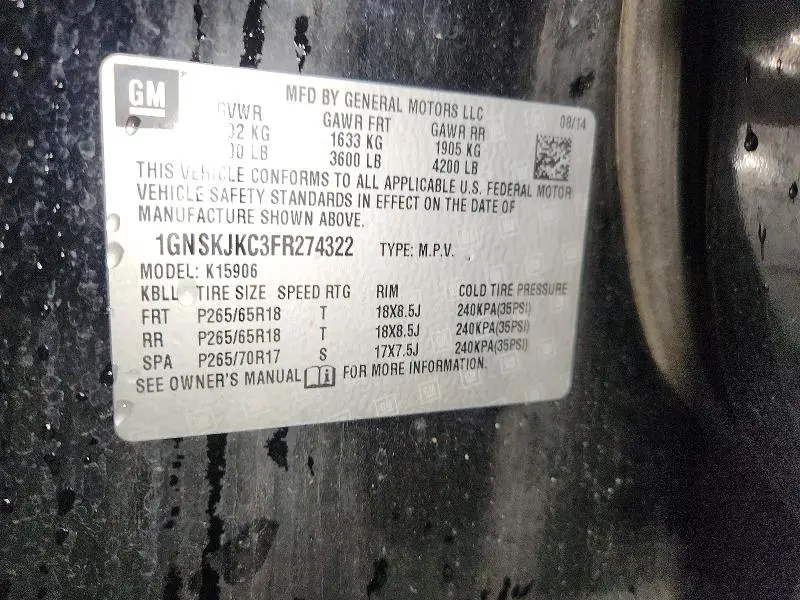 GM
MFD BY GENERAL MOTORS LLC
08/14
GAWR FRT GAWR RR
KG 1633 KG 1905 KG
LB 3600 LB 4200 LB
THIS VEHICLE CONFORMS TO ALL APPLICABLE U.S. FEDERAL MOTOR
VEHICLE SAFETY STANDARDS IN EFFECT ON THE DATE OF
MANUFACTURE SHOWN ABOVE.
1GNSKJKC3FR274322 TYPE: M.P.V.
MODEL: K15906
KBLL TIRE SIZE SPEED RTG RIM COLD TIRE PRESSURE
FRT P265/65R18 T 18X8.5J 240KPA(35PSI)
RR P265/65R18 T 18X8.5J 240KPA(35PSI)
SPA P265/70R17 S 17X7.5J 240KPA(35PSI)
SEE OWNER'S MANUAL FOR MORE INFORMATION.